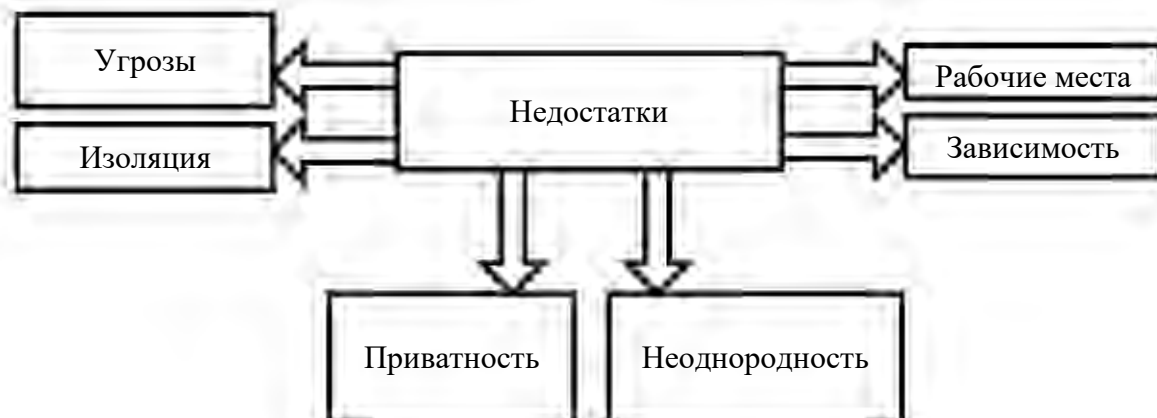 Угрозы
Недостатки
Рабочие места
Изоляция
Зависимость
Приватность
Неоднородность